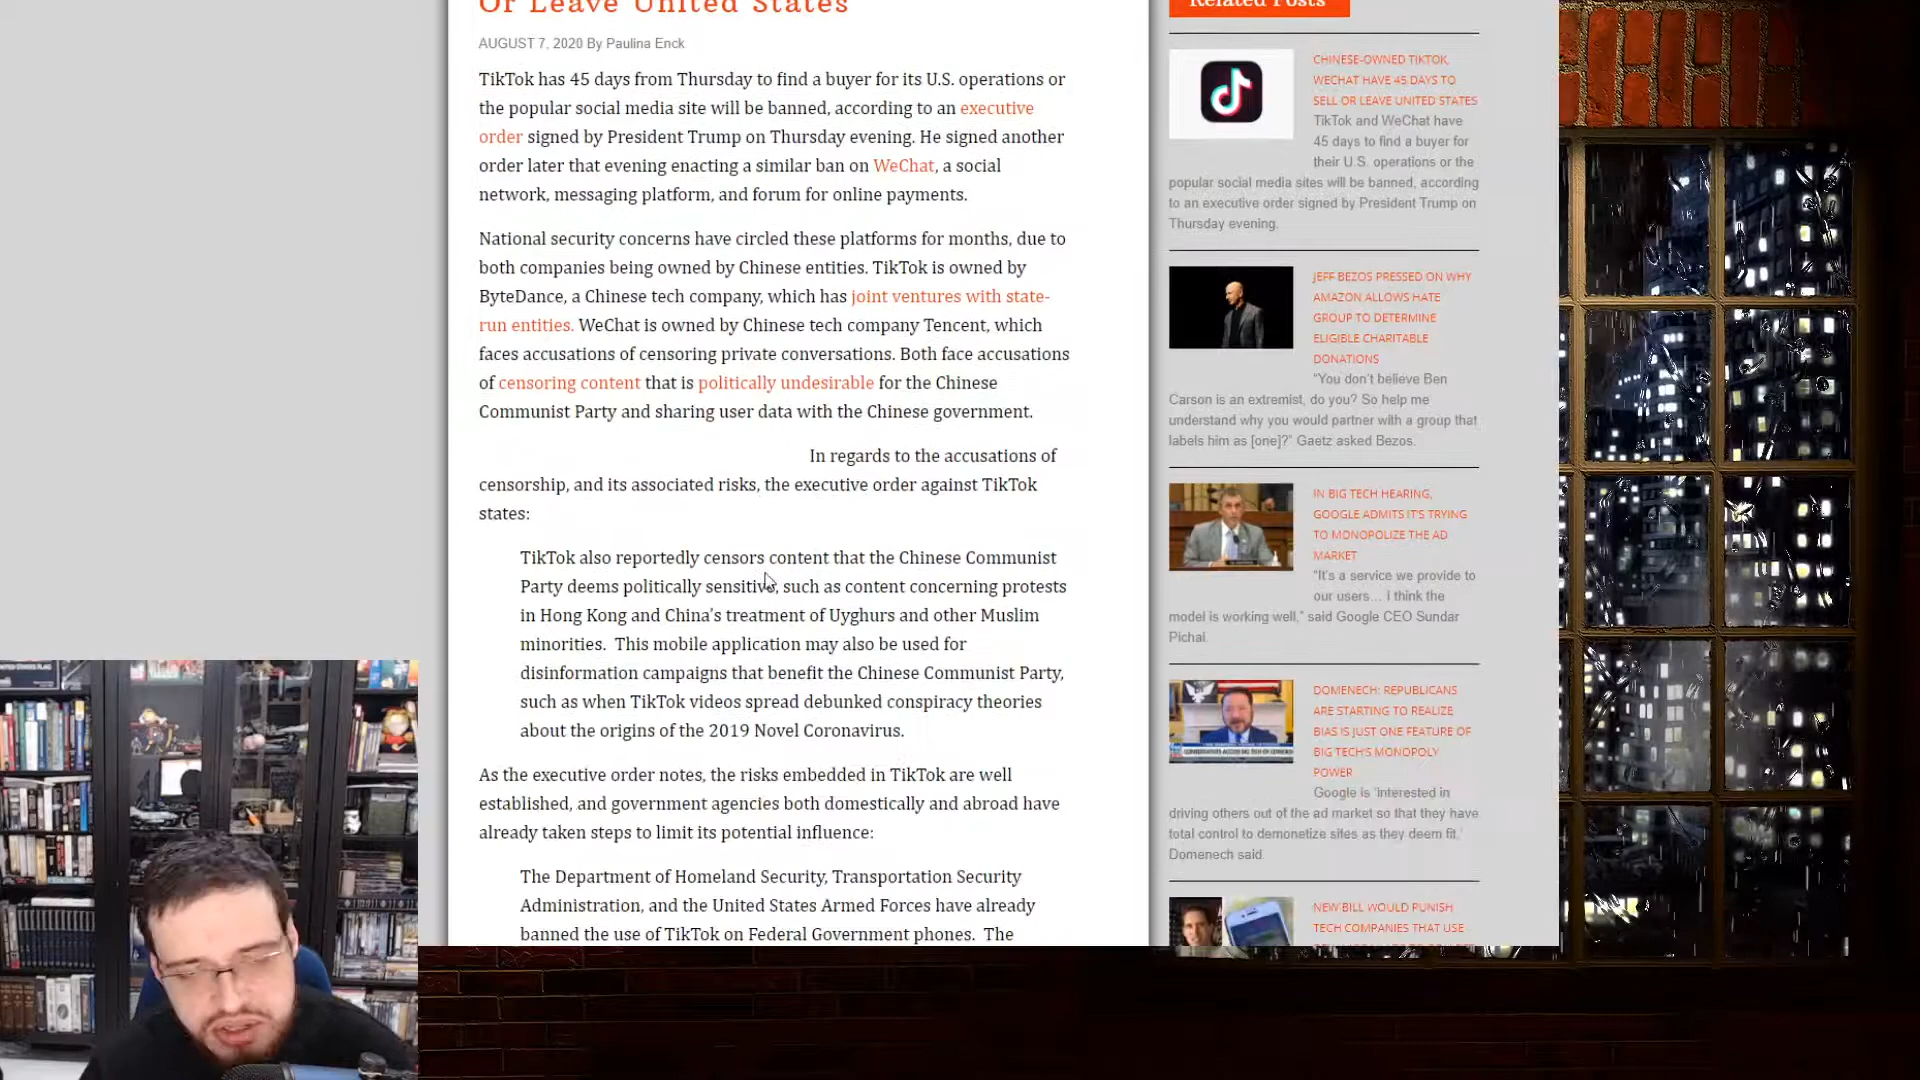 Or Leave United States
AUGUST 7, 2020 By Paulina Enck
TikTok has 45 days from Thursday to find a buyer for its U.S. operations or
the popular social media site will be banned, according to an executive
order signed by President Trump on Thursday evening. He signed another
order later that evening enacting a similar ban on WeChat, a social
network, messaging platform, and forum for online payments.
National security concerns have circled these platforms for months, due to
both companies being owned by Chinese entities. TikTok is owned by
ByteDance, a Chinese tech company, which has joint ventures with state-
run entities. WeChat is owned by Chinese tech company Tencent, which
faces accusations of censoring private conversations. Both face accusations
of censoring content that is politically undesirable for the Chinese
Communist Party and sharing user data with the Chinese government.
In regards to the accusations of
censorship, and its associated risks, the executive order against TikTok
states:
TikTok also reportedly censors content that the Chinese Communist
Party deems politically sensitive, such as content concerning protests
in Hong Kong and China's treatment of Uyghurs and other Muslim
minorities. This mobile application may also be used for
disinformation campaigns that benefit the Chinese Communist Party,
such as when TikTok videos spread debunked conspiracy theories
about the origins of the 2019 Novel Coronavirus.
As the executive order notes, the risks embedded in TikTok are well
established, and government agencies both domestically and abroad have
already taken steps to limit its potential influence:
The Department of Homeland Security, Transportation Security
Administration, and the United States Armed Forces have already
banned the use of TikTok on Federal Government phones. The
Related Posts
CHINESE-OWNED TIKTOK,
WECHAT HAVE 45 DAYS TO
SELL OR LEAVE UNITED STATES
TikTok and WeChat have
45 days to find a buyer for
their U.S. operations or the
popular social media sites will be banned, according
to an executive order signed by President Trump on
Thursday evening.
JEFF BEZOS PRESSED ON WHY
AMAZON ALLOWS HATE
GROUP TO DETERMINE
ELIGIBLE CHARITABLE
DONATIONS
"You don't believe Ben
Carson is an extremist, do you? So help me
understand why you would partner with a group that
labels him as [one]?" Gaetz asked Bezos.
IN BIG TECH HEARING,
GOOGLE ADMITS IT'S TRYING
TO MONOPOLIZE THE AD
MARKET
"It's a service we provide to
our users… I think the
model is working well," said Google CEO Sundar
Pichai.
DOMENECH: REPUBLICANS
ARE STARTING TO REALIZE
BIAS IS JUST ONE FEATURE OF
BIG TECH'S MONOPOLY
POWER
Google is 'interested in
driving others out of the ad market so that they have
total control to demonetize sites as they deem fit,'
Domenech said.
NEW BILL WOULD PUNISH
TECH COMPANIES THAT USE